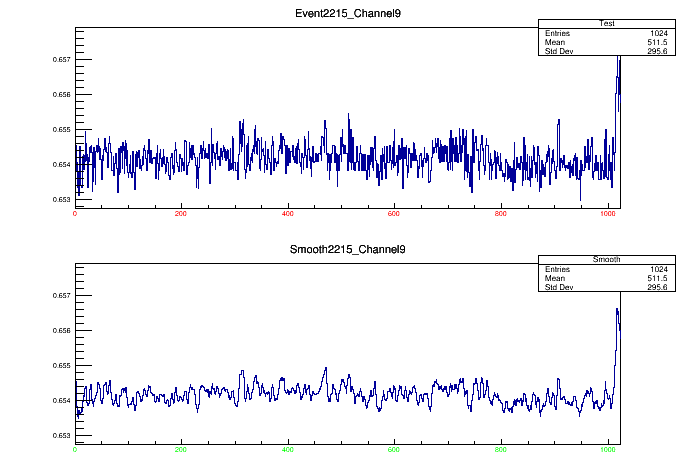 Event2215_Channel9
Test
Entries 1024
Mean 511.5
Std Dev 295.6
0.657
0.656
0.655
0.654
0.653
0 200 400 600 800 1000
Smooth2215_Channel9
Smooth
Entries 1024
Mean 511.5
Std Dev 295.6
0.657
0.656
0.655
0.654
0.653
0 200 400 600 800 1000